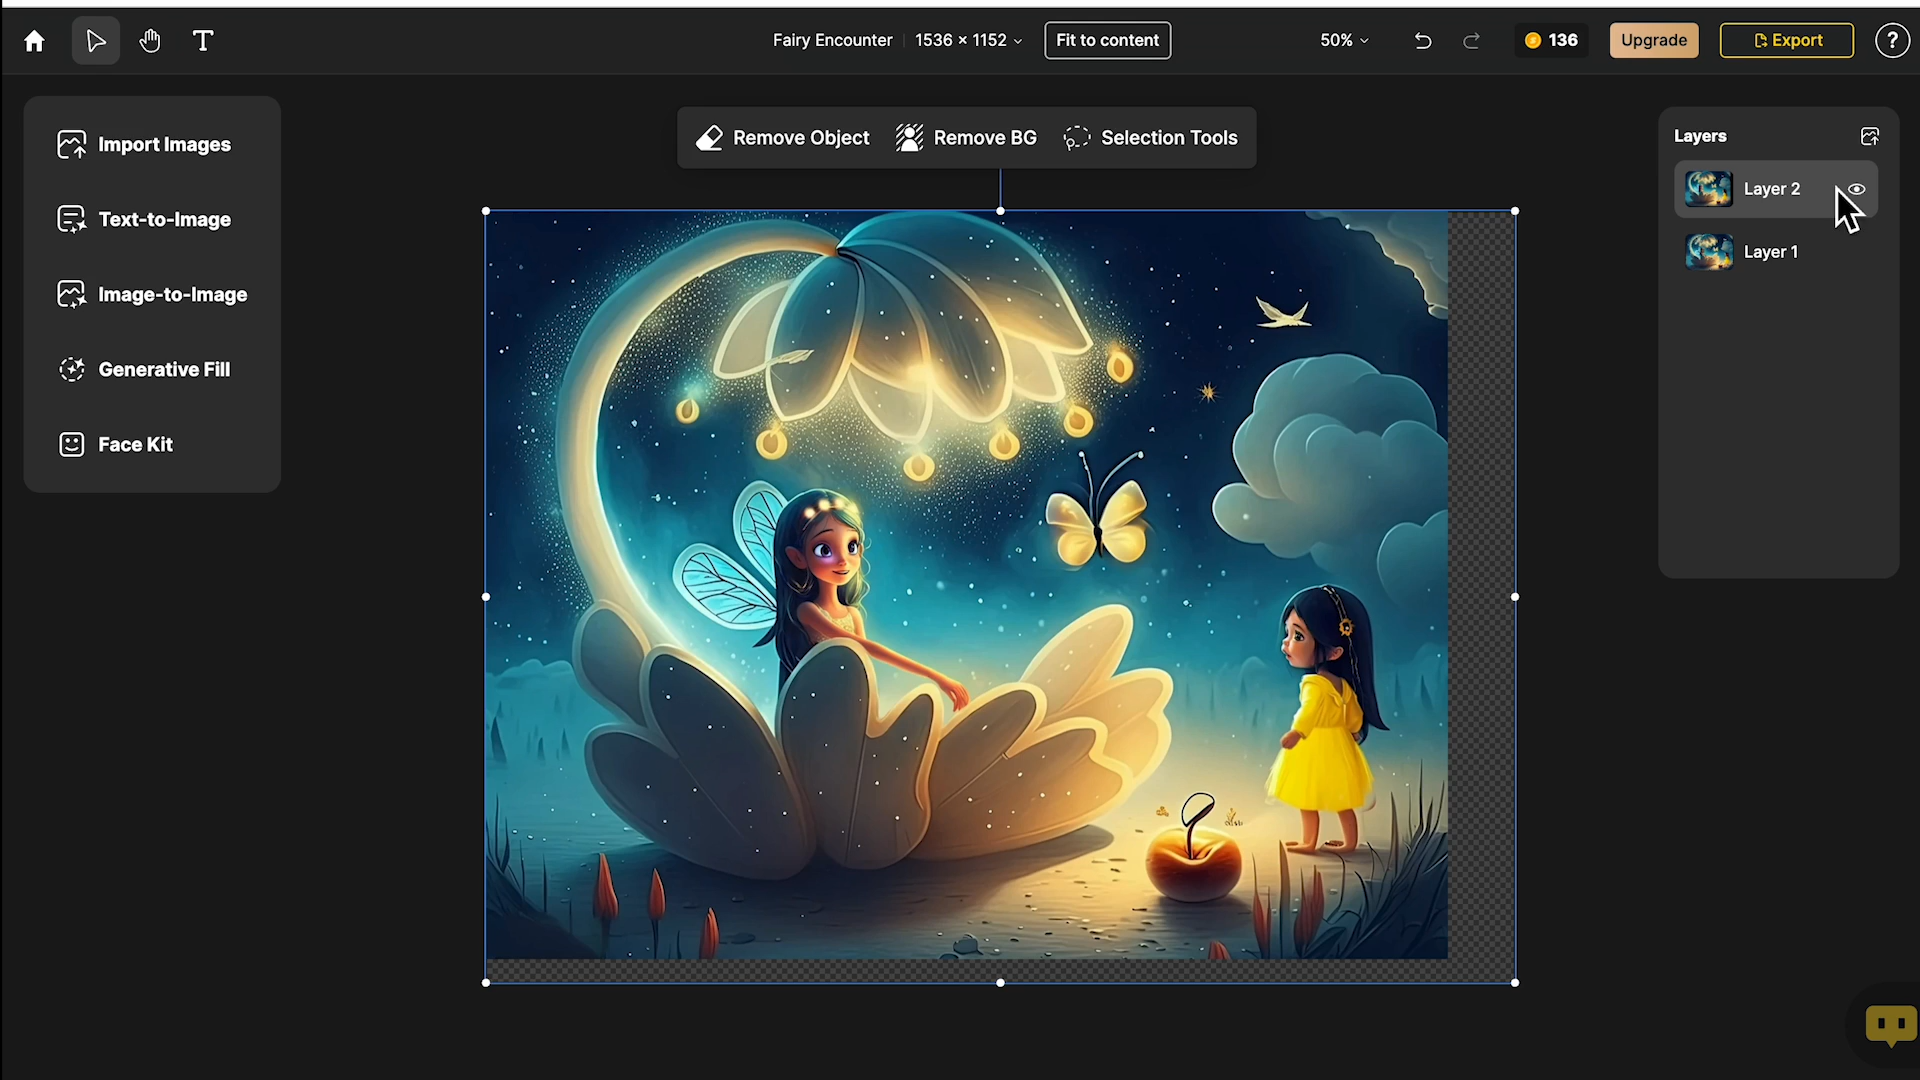 Fairy Encounter
1536 × 1152
Fit to content
50%
136
Upgrade
Export
?
Import Images
Text-to-Image
Image-to-Image
Generative Fill
Face Kit
Remove Object
Remove BG
Selection Tools
Layers
Layer 2
Layer 1